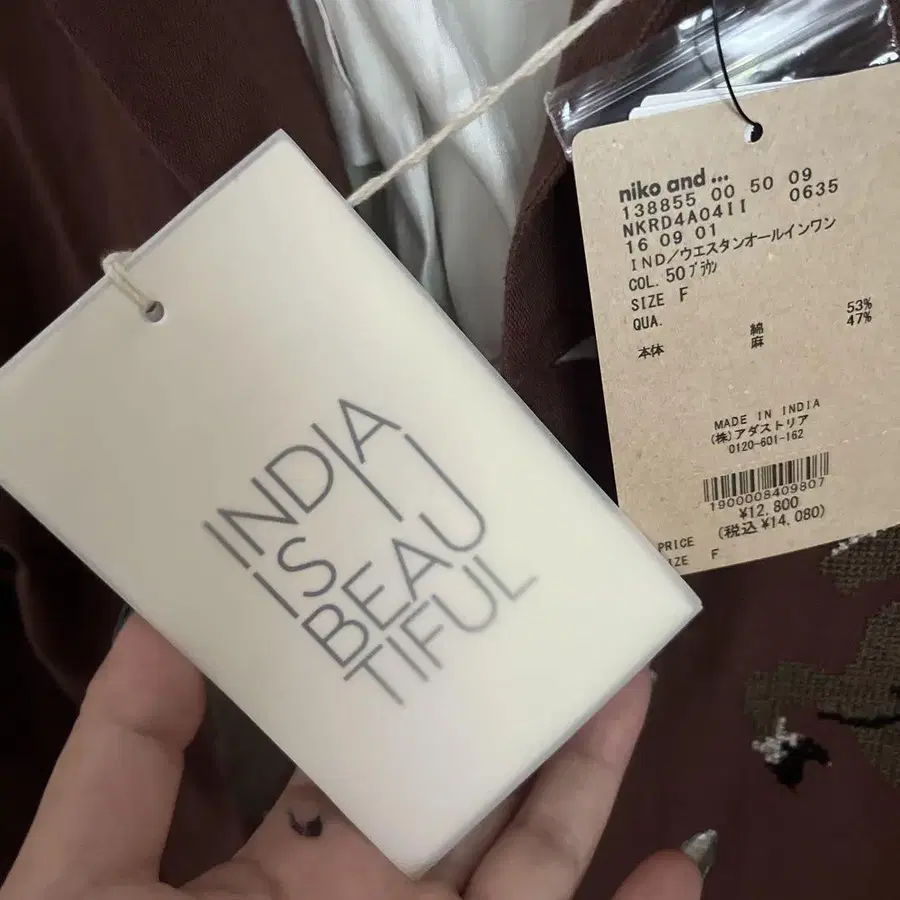 INDIA
IS
BEAU
TIFUL
niko and ...
138855 00 50 09
NKRD4A04II 0635
16 09 01
IND/ウエスタンオールインワン
COL. 50ブラウン
SIZE F
QUA.
本体 綿 53%
麻 47%
MADE IN INDIA
(株)アダストリア
0120-601-162
1900008409807
¥12,800
PRICE (税込¥14,080)
IZE F